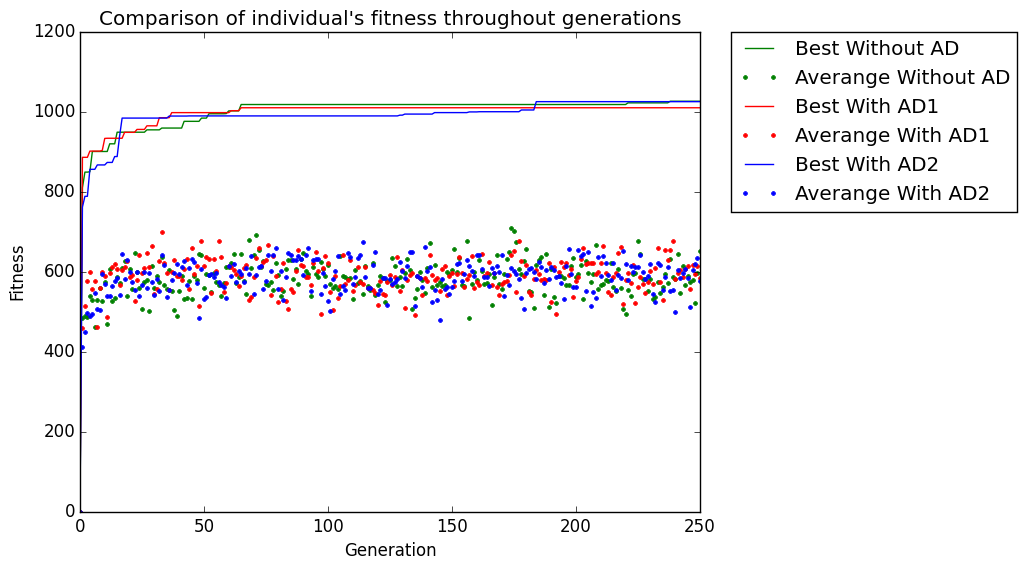 Comparison of individual's fitness throughout generations
1200
1000
800
600
400
200
0
Fitness
0 50 100 150 200 250
Generation
Best Without AD
Averange Without AD
Best With AD1
Averange With AD1
Best With AD2
Averange With AD2